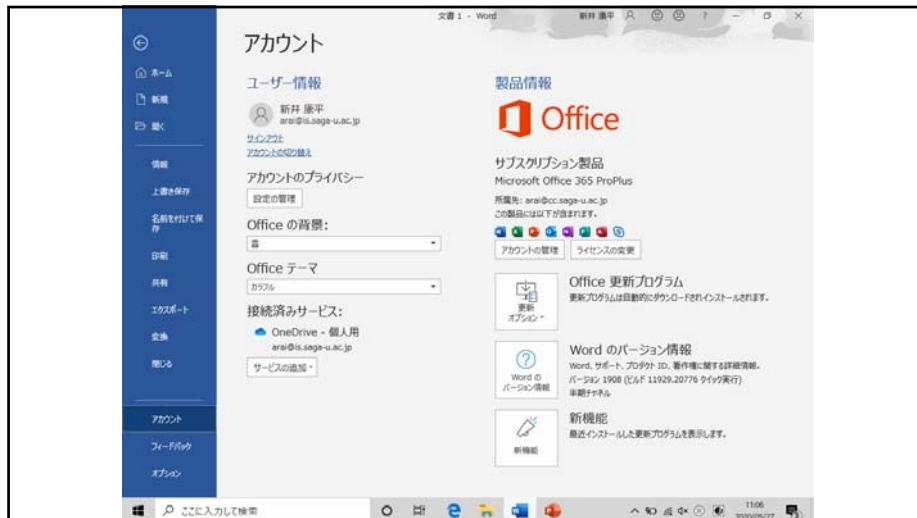 文書 1 - Word
新井 康平
?
アカウント
ホーム
新規
開く
情報
上書き保存
名前を付けて保
存
印刷
共有
エクスポート
変換
閉じる
アカウント
フィードバック
オプション
ユーザー情報
新井 康平
arai@is.saga-u.ac.jp
サインアウト
アカウントの切り替え
アカウントのプライバシー
設定の管理
Office の背景:
雲
Office テーマ
カラフル
接続済みサービス:
OneDrive - 個人用
arai@is.saga-u.ac.jp
サービスの追加
製品情報
Office
サブスクリプション製品
Microsoft Office 365 ProPlus
所属先: arai@cc.saga-u.ac.jp
この製品には以下が含まれます。
アカウントの管理
ライセンスの変更
更新
オプション
Office 更新プログラム
更新プログラムは自動的にダウンロードされインストールされます。
Word の
バージョン情報
Word のバージョン情報
Word、サポート、プロダクト ID、著作権に関する詳細情報。
バージョン 1908 (ビルド 11929.20776 クイック実行)
半期チャネル
新機能
新機能
最近インストールした更新プログラムを表示します。
ここに入力して検索
11:06
2020/05/27